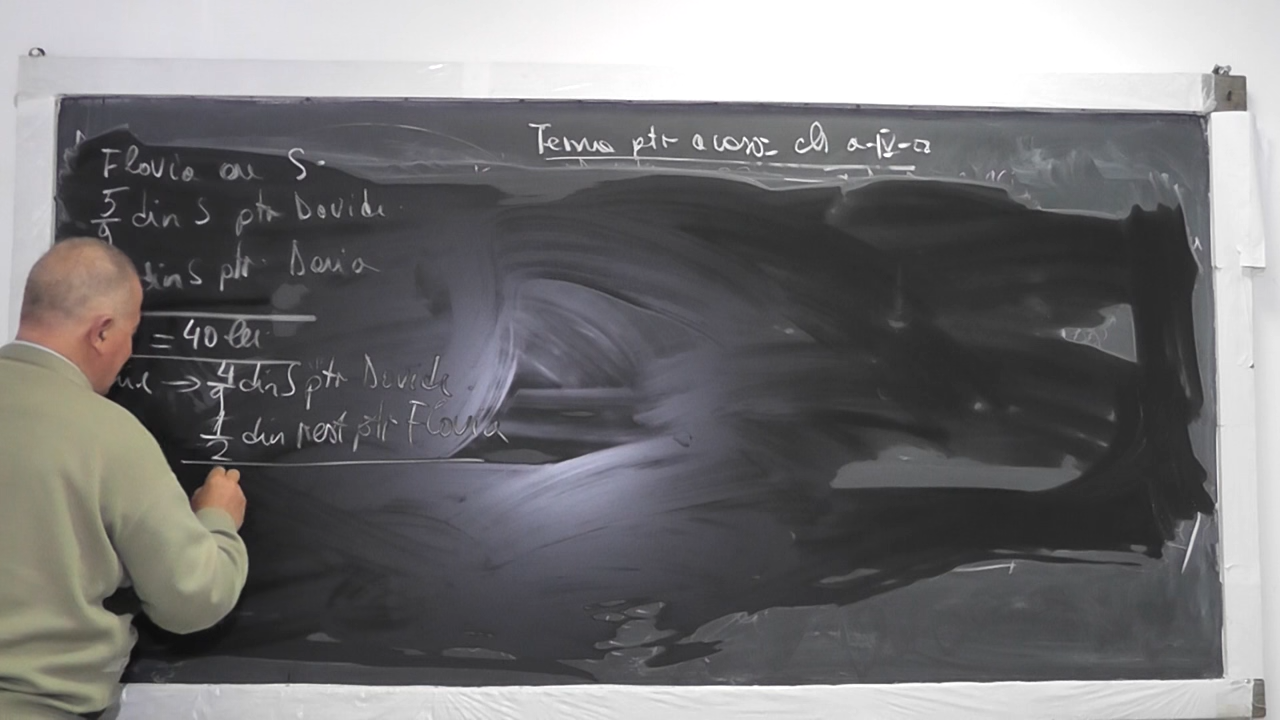 Tema ptr acasă cls a-IV-a
Flavia are S.
5/9 din S ptr Davide.
din S ptr. Daria
= 40 lei
→ 4/9 din S ptr Davide.
1/2 din rest ptr Flavia